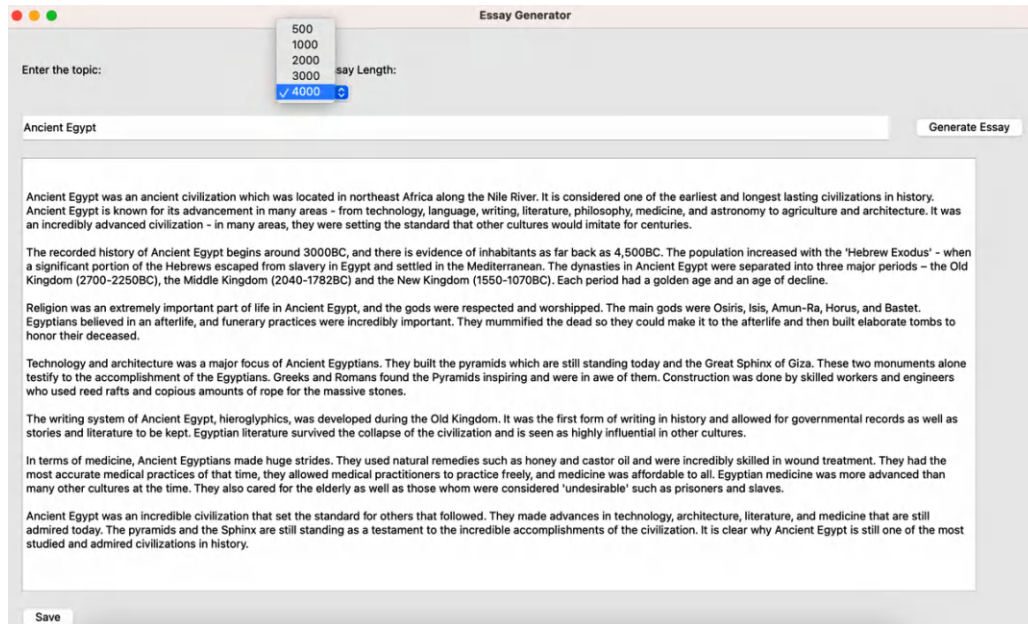 Essay Generator
500
1000
2000
3000
✓ 4000
Enter the topic:
say Length:
Ancient Egypt
Generate Essay
Ancient Egypt was an ancient civilization which was located in northeast Africa along the Nile River. It is considered one of the earliest and longest lasting civilizations in history.
Ancient Egypt is known for its advancement in many areas - from technology, language, writing, literature, philosophy, medicine, and astronomy to agriculture and architecture. It was
an incredibly advanced civilization - in many areas, they were setting the standard that other cultures would imitate for centuries.
The recorded history of Ancient Egypt begins around 3000BC, and there is evidence of inhabitants as far back as 4,500BC. The population increased with the 'Hebrew Exodus' - when
a significant portion of the Hebrews escaped from slavery in Egypt and settled in the Mediterranean. The dynasties in Ancient Egypt were separated into three major periods – the Old
Kingdom (2700-2250BC), the Middle Kingdom (2040-1782BC) and the New Kingdom (1550-1070BC). Each period had a golden age and an age of decline.
Religion was an extremely important part of life in Ancient Egypt, and the gods were respected and worshipped. The main gods were Osiris, Isis, Amun-Ra, Horus, and Bastet.
Egyptians believed in an afterlife, and funerary practices were incredibly important. They mummified the dead so they could make it to the afterlife and then built elaborate tombs to
honor their deceased.
Technology and architecture was a major focus of Ancient Egyptians. They built the pyramids which are still standing today and the Great Sphinx of Giza. These two monuments alone
testify to the accomplishment of the Egyptians. Greeks and Romans found the Pyramids inspiring and were in awe of them. Construction was done by skilled workers and engineers
who used reed rafts and copious amounts of rope for the massive stones.
The writing system of Ancient Egypt, hieroglyphics, was developed during the Old Kingdom. It was the first form of writing in history and allowed for governmental records as well as
stories and literature to be kept. Egyptian literature survived the collapse of the civilization and is seen as highly influential in other cultures.
In terms of medicine, Ancient Egyptians made huge strides. They used natural remedies such as honey and castor oil and were incredibly skilled in wound treatment. They had the
most accurate medical practices of that time, they allowed medical practitioners to practice freely, and medicine was affordable to all. Egyptian medicine was more advanced than
many other cultures at the time. They also cared for the elderly as well as those whom were considered 'undesirable' such as prisoners and slaves.
Ancient Egypt was an incredible civilization that set the standard for others that followed. They made advances in technology, architecture, literature, and medicine that are still
admired today. The pyramids and the Sphinx are still standing as a testament to the incredible accomplishments of the civilization. It is clear why Ancient Egypt is still one of the most
studied and admired civilizations in history.
Save